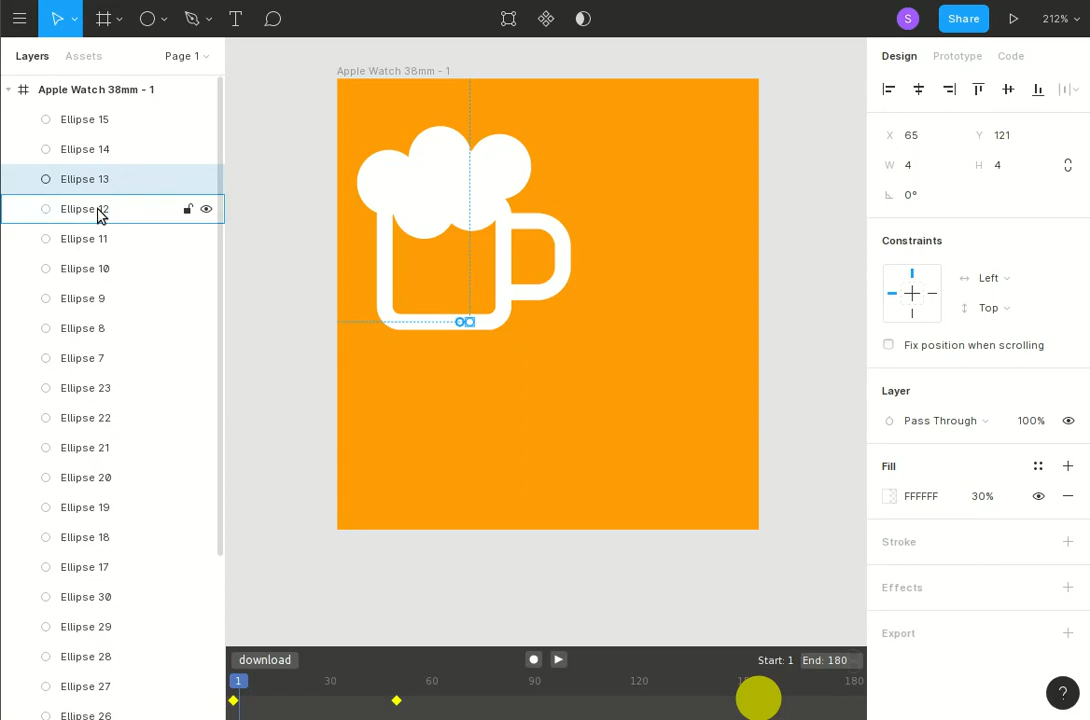 Share
212%
Layers
Assets
Page 1
Design
Prototype
Code
Apple Watch 38mm - 1
Apple Watch 38mm - 1
Ellipse 15
Ellipse 14
Ellipse 13
Ellipse 12
Ellipse 11
Ellipse 10
Ellipse 9
Ellipse 8
Ellipse 7
Ellipse 23
Ellipse 22
Ellipse 21
Ellipse 20
Ellipse 19
Ellipse 18
Ellipse 17
Ellipse 30
Ellipse 29
Ellipse 28
Ellipse 27
Ellipse 26
X 65 Y 121
W 4 H 4
0°
Constraints
Left
Top
Fix position when scrolling
Layer
Pass Through 100%
Fill
FFFFFF 30%
Stroke
Effects
Export
S
download
Start: 1 End: 180
1 30 60 90 120 180
?